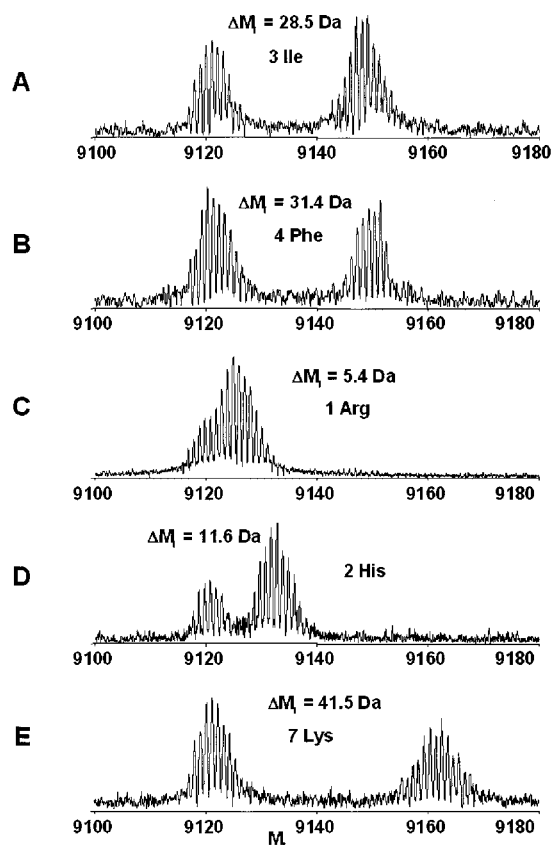 ΔMᵢ = 28.5 Da
3 Ile
A
9100 9120 9140 9160 9180
ΔMᵢ = 31.4 Da
B
4 Phe
9100 9120 9140 9160 9180
ΔMᵢ = 5.4 Da
C
1 Arg
9100 9120 9140 9160 9180
ΔMᵢ = 11.6 Da
D
2 His
9100 9120 9140 9160 9180
ΔMᵢ = 41.5 Da
E
7 Lys
9100 9120 9140 9160 9180
M